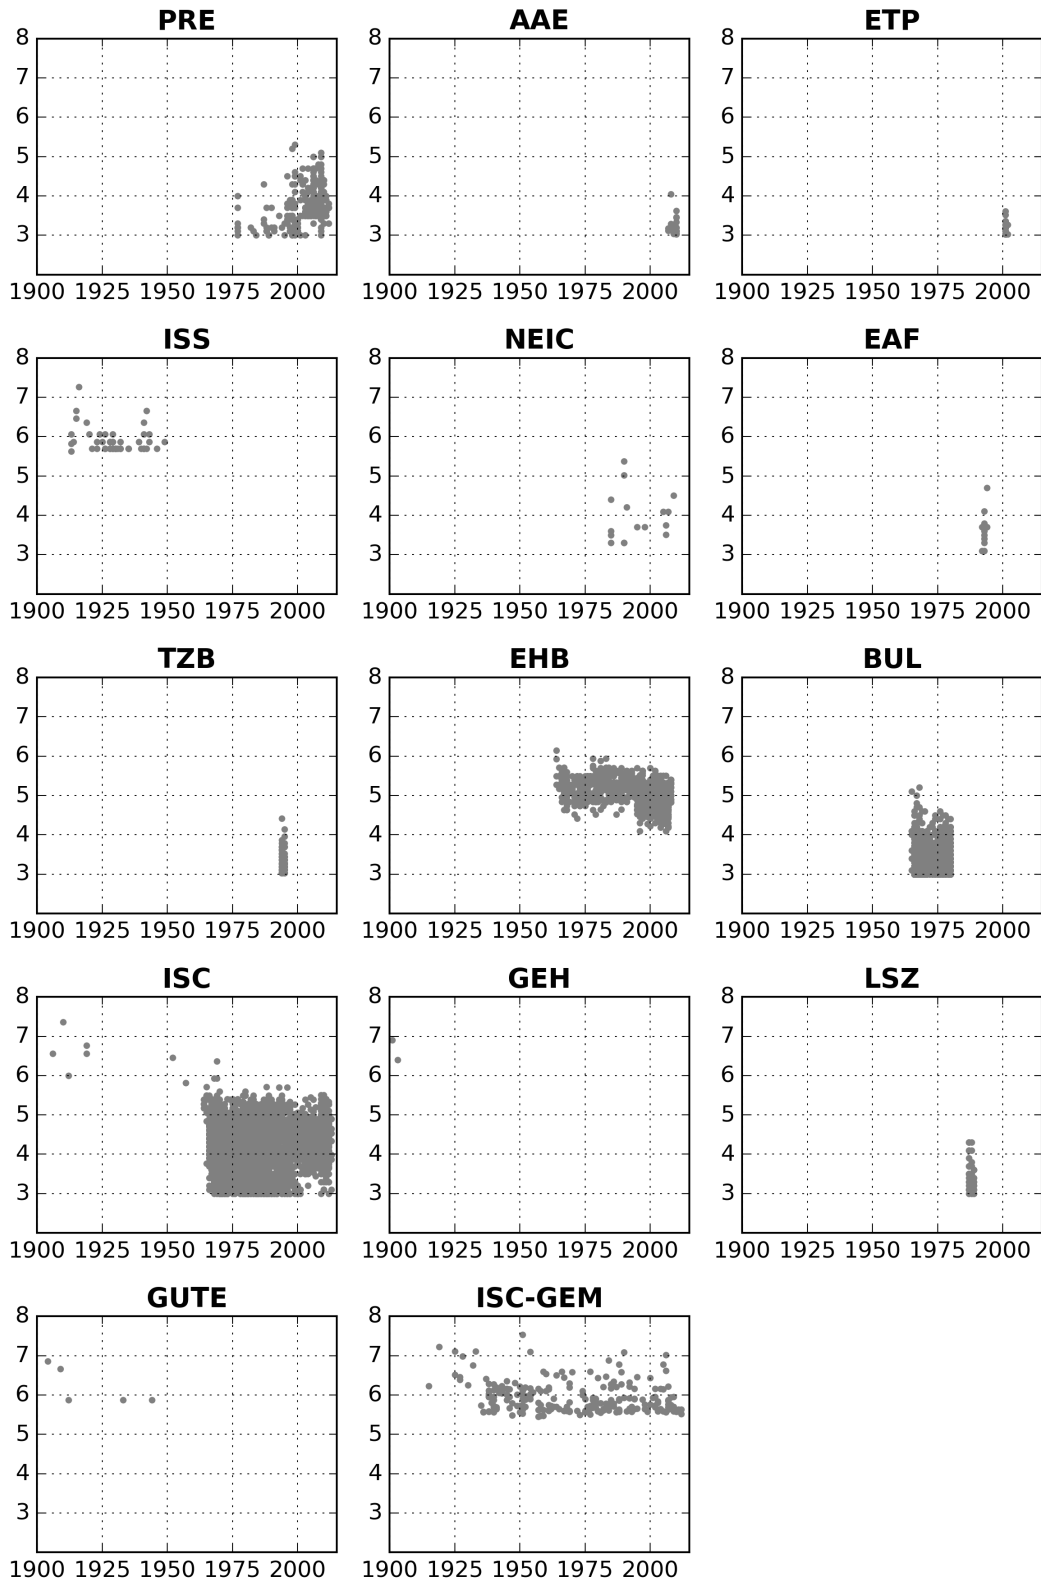 PRE AAE ETP
8 8 8
7 7 7
6 6 6
5 5 5
4 4 4
3 3 3
1900 1925 1950 1975 2000 1900 1925 1950 1975 2000 1900 1925 1950 1975 2000
ISS NEIC EAF
8 8 8
7 7 7
6 6 6
5 5 5
4 4 4
3 3 3
1900 1925 1950 1975 2000 1900 1925 1950 1975 2000 1900 1925 1950 1975 2000
TZB EHB BUL
8 8 8
7 7 7
6 6 6
5 5 5
4 4 4
3 3 3
1900 1925 1950 1975 2000 1900 1925 1950 1975 2000 1900 1925 1950 1975 2000
ISC GEH LSZ
8 8 8
7 7 7
6 6 6
5 5 5
4 4 4
3 3 3
1900 1925 1950 1975 2000 1900 1925 1950 1975 2000 1900 1925 1950 1975 2000
GUTE ISC-GEM
8 8
7 7
6 6
5 5
4 4
3 3
1900 1925 1950 1975 2000 1900 1925 1950 1975 2000